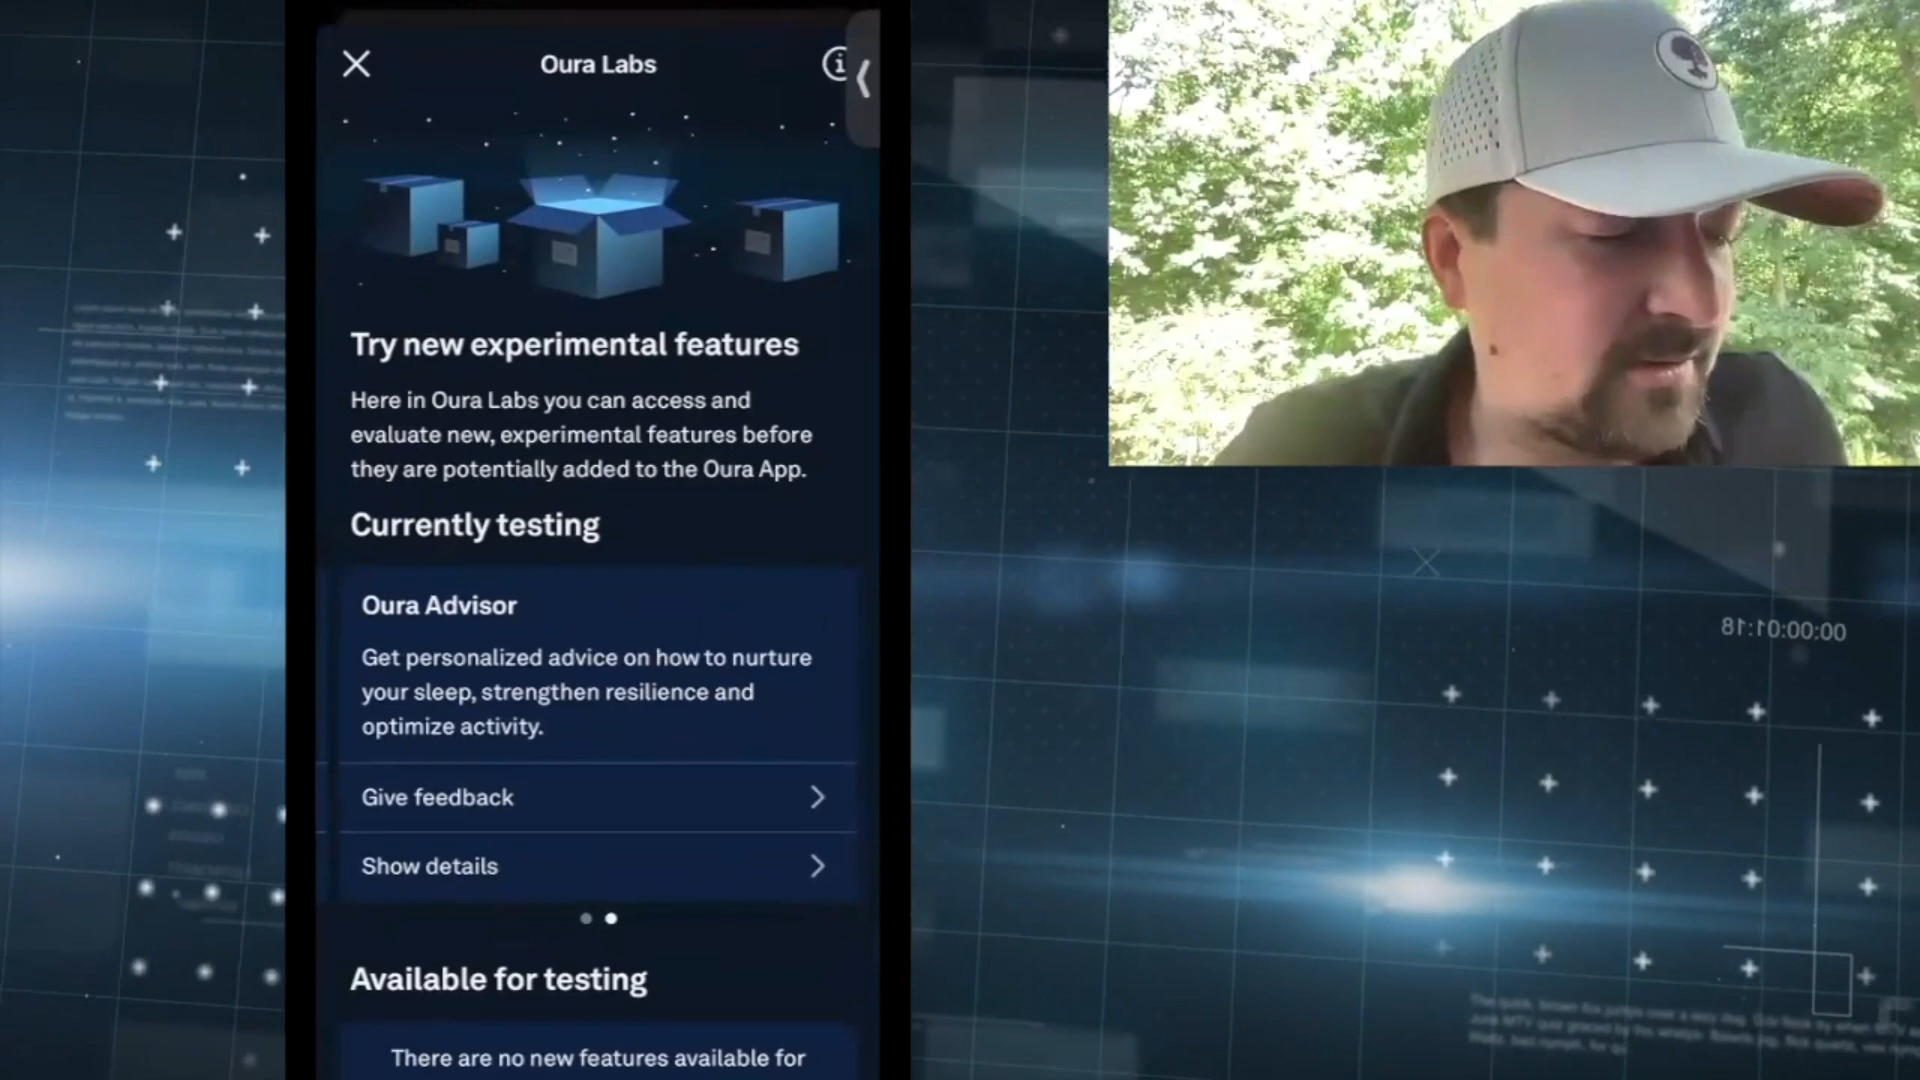 Oura Labs
Try new experimental features
Here in Oura Labs you can access and
evaluate new, experimental features before
they are potentially added to the Oura App.
Currently testing
Oura Advisor
Get personalized advice on how to nurture
your sleep, strengthen resilience and
optimize activity.
Give feedback
Show details
Available for testing
There are no new features available for
00:00:01:18